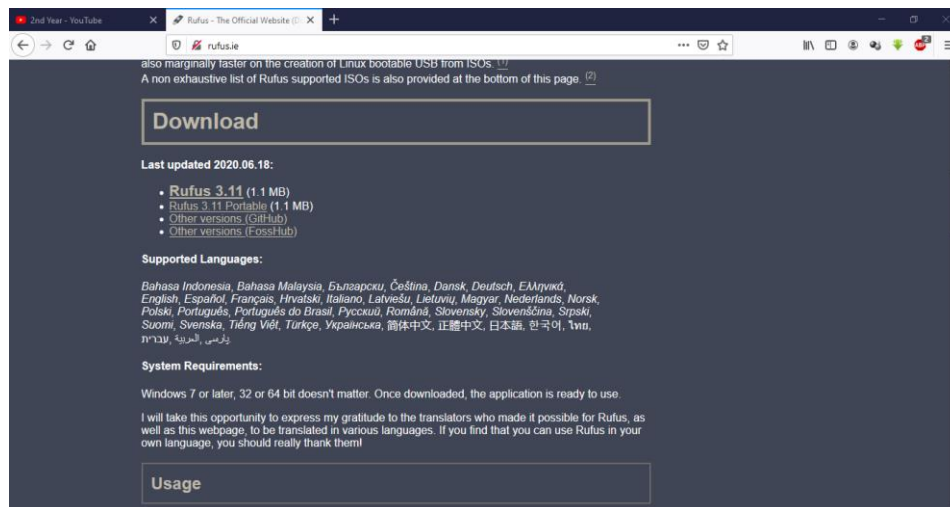 2nd Year - YouTube
Rufus - The Official Website (D
rufus.ie
also marginally faster on the creation of Linux bootable USB from ISOs. (1)
A non exhaustive list of Rufus supported ISOs is also provided at the bottom of this page. (2)
Download
Last updated 2020.06.18:
• Rufus 3.11 (1.1 MB)
• Rufus 3.11 Portable (1.1 MB)
• Other versions (GitHub)
• Other versions (FossHub)
Supported Languages:
Bahasa Indonesia, Bahasa Malaysia, Български, Čeština, Dansk, Deutsch, Ελληνικά,
English, Español, Français, Hrvatski, Italiano, Latviešu, Lietuvių, Magyar, Nederlands, Norsk,
Polski, Português, Português do Brasil, Русский, Română, Slovensky, Slovenščina, Srpski,
Suomi, Svenska, Tiếng Việt, Türkçe, Українська, 简体中文, 正體中文, 日本語, 한국어, ไทย,
עברית, العربية, پارسی.
System Requirements:
Windows 7 or later, 32 or 64 bit doesn't matter. Once downloaded, the application is ready to use.
I will take this opportunity to express my gratitude to the translators who made it possible for Rufus, as
well as this webpage, to be translated in various languages. If you find that you can use Rufus in your
own language, you should really thank them!
Usage
2